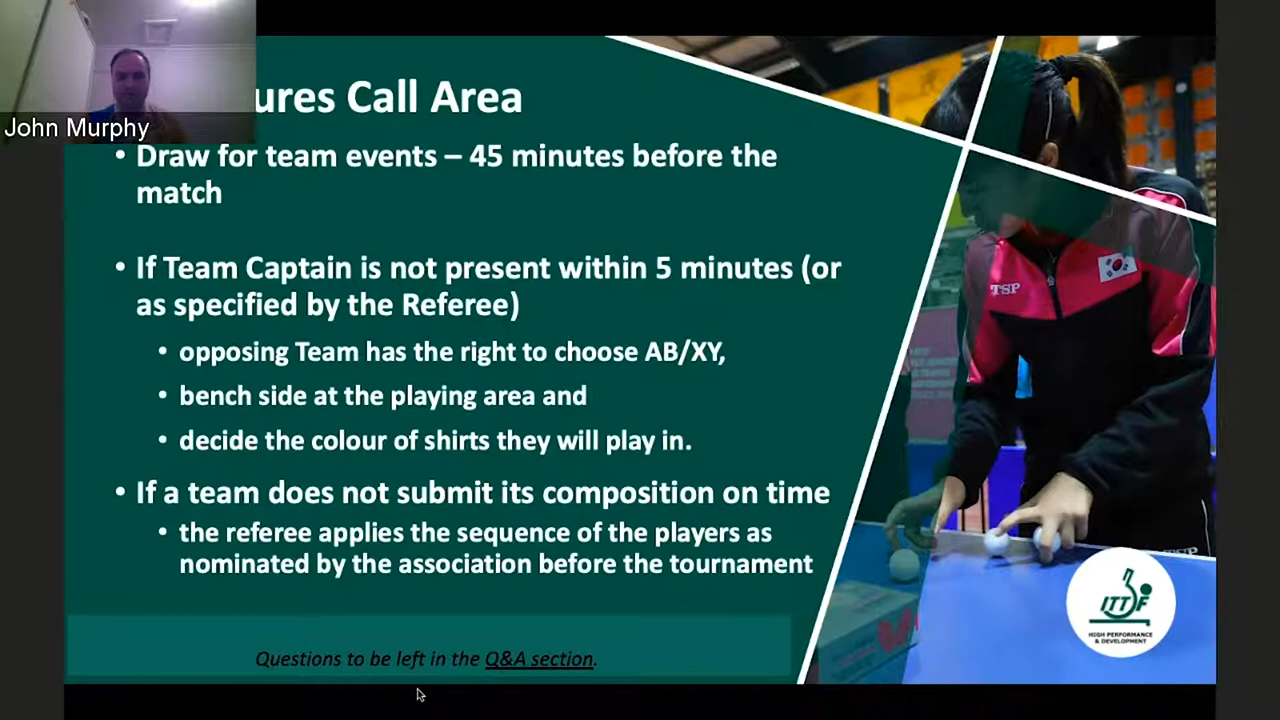 ures Call Area
John Murphy
• Draw for team events – 45 minutes before the
match
• If Team Captain is not present within 5 minutes (or
as specified by the Referee)
• opposing Team has the right to choose AB/XY,
• bench side at the playing area and
• decide the colour of shirts they will play in.
• If a team does not submit its composition on time
• the referee applies the sequence of the players as
nominated by the association before the tournament
Questions to be left in the Q&A section.
TSP
TSP
ITTF
HIGH PERFORMANCE
& DEVELOPMENT